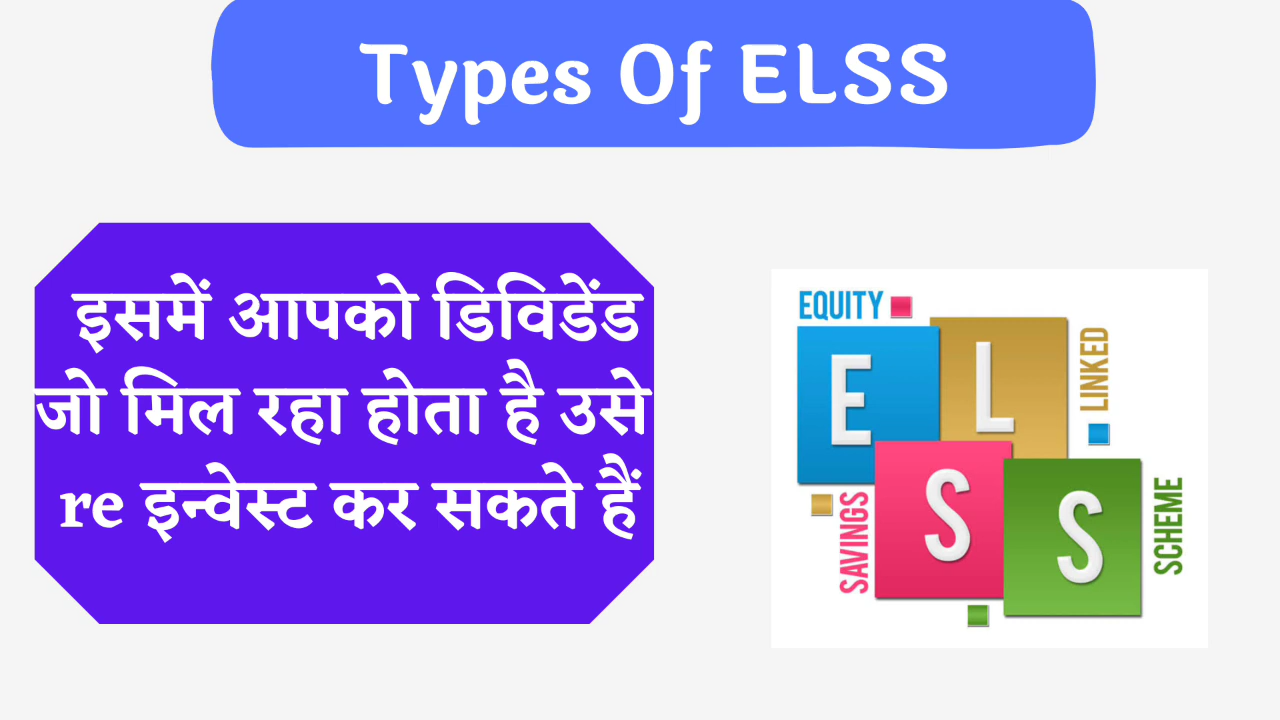 Types Of ELSS
इसमें आपको डिविडेंड
जो मिल रहा होता है उसे
re इन्वेस्ट कर सकते हैं
EQUITY
E
L
LINKED
SAVINGS
S
S
SCHEME